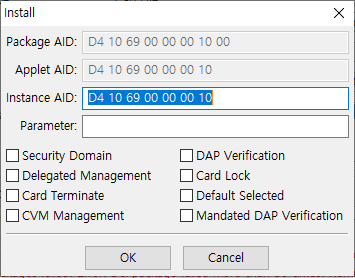 Install
Package AID: D4 10 69 00 00 00 10 00
Applet AID: D4 10 69 00 00 00 10
Instance AID: D4 10 69 00 00 00 10
Parameter:
Security Domain DAP Verification
Delegated Management Card Lock
Card Terminate Default Selected
CVM Management Mandated DAP Verification
OK Cancel